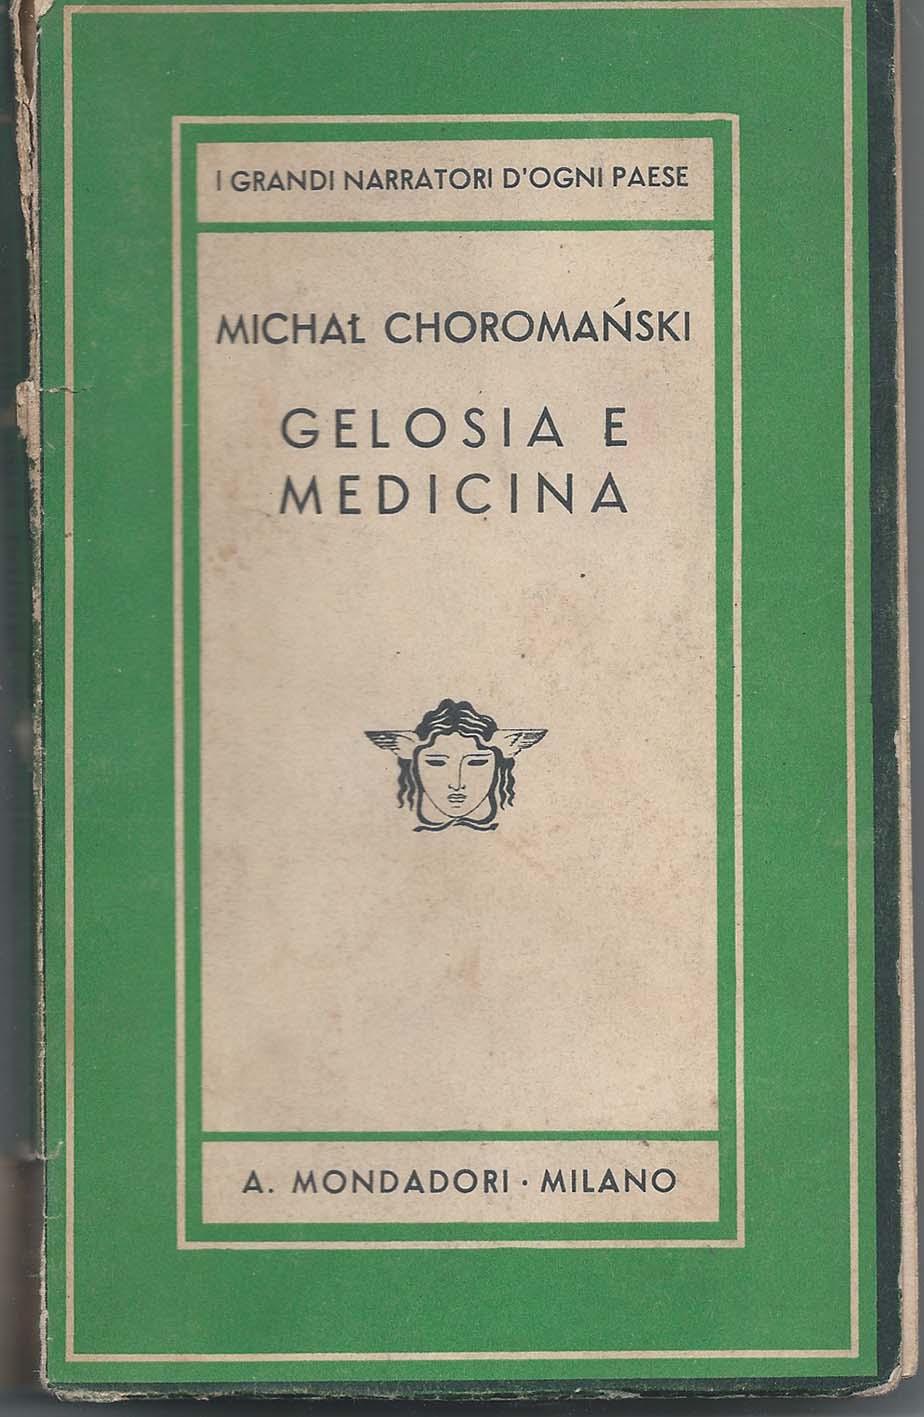 I GRANDI NARRATORI D'OGNI PAESE
MICHAŁ CHOROMAŃSKI
GELOSIA E
MEDICINA
A. MONDADORI · MILANO